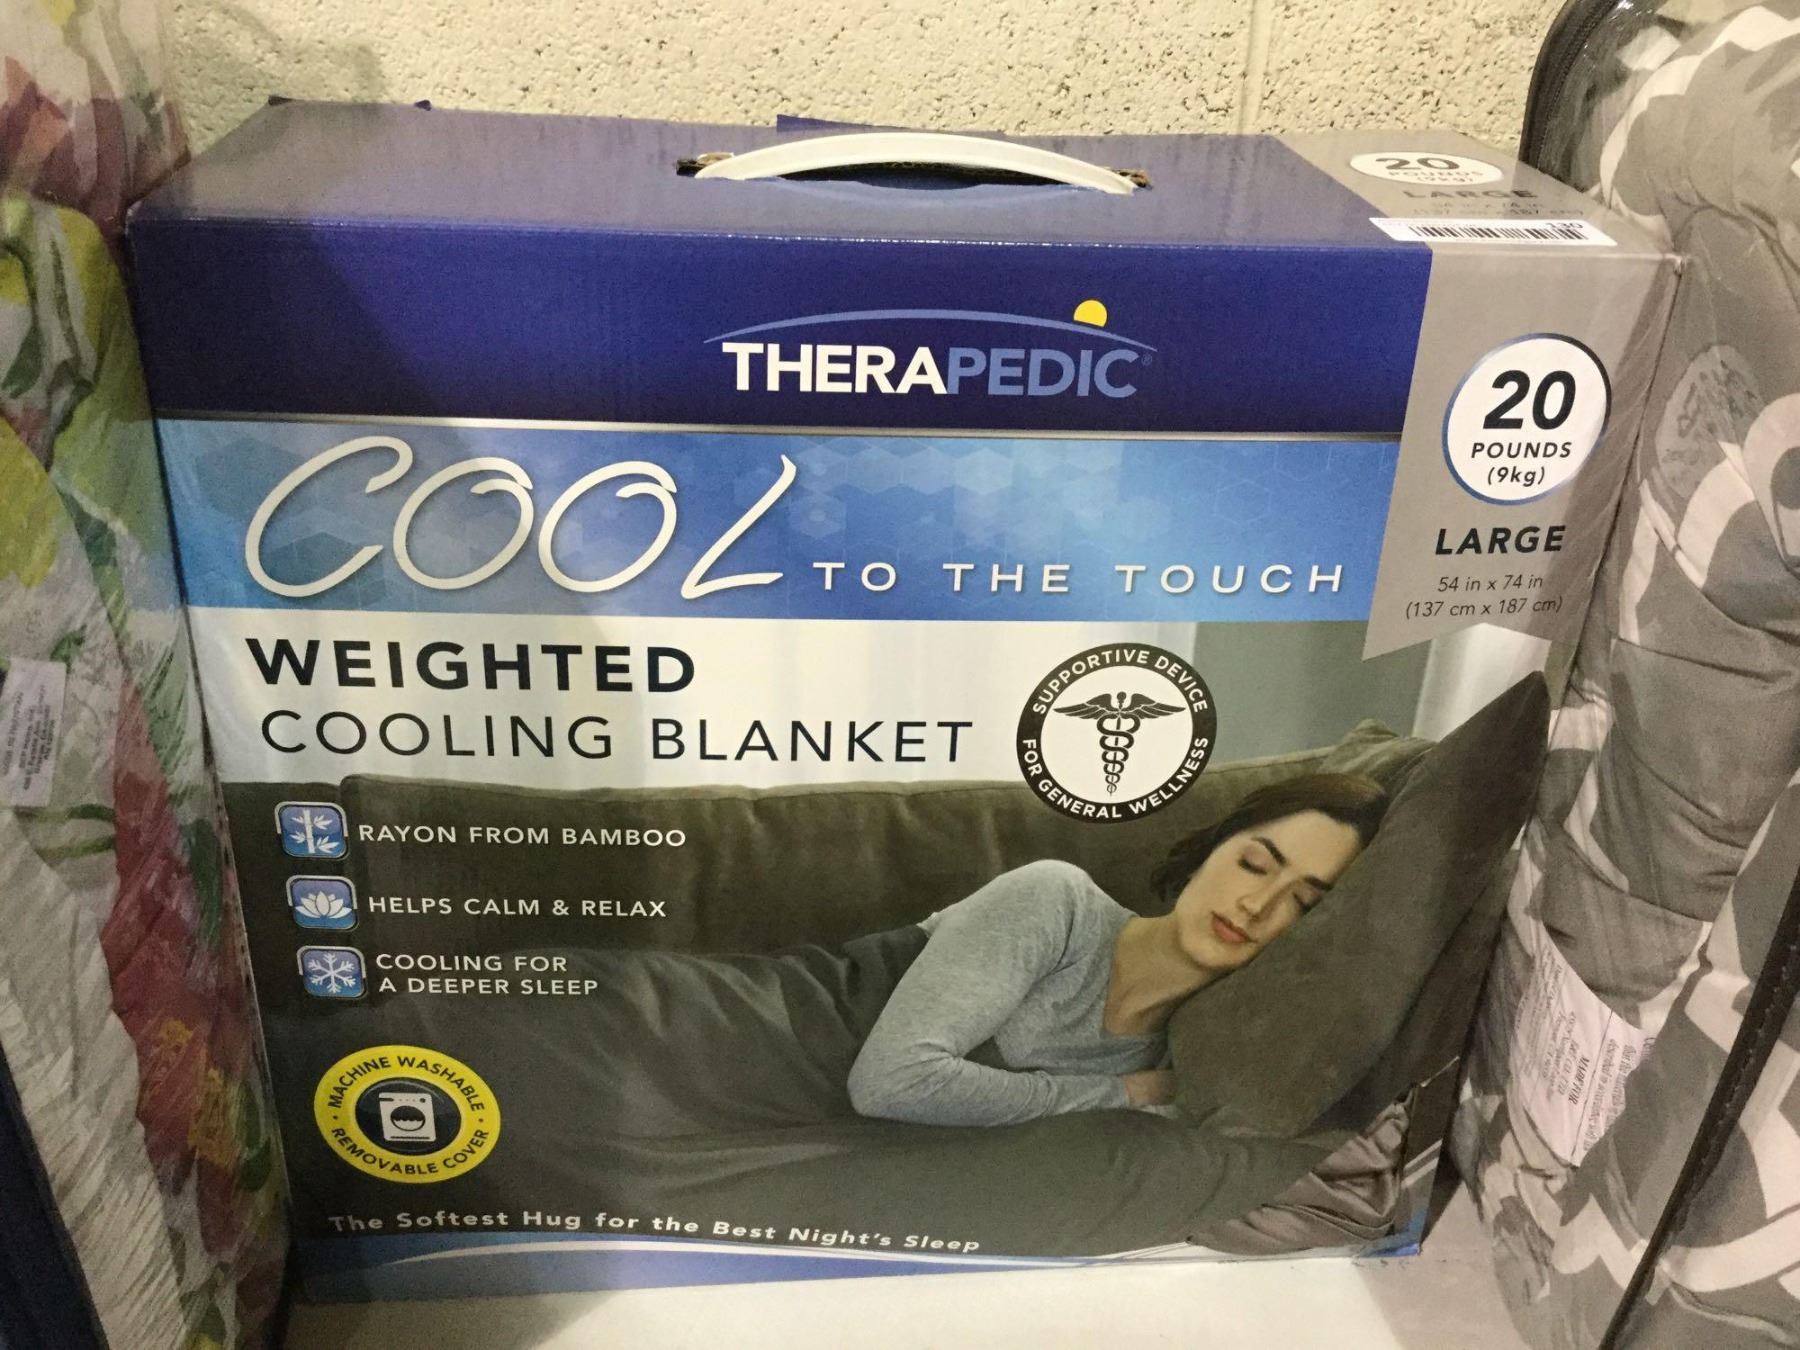 20
POUNDS
(9kg)
LARGE
130
THERAPEDIC®
20
POUNDS
(9kg)
LARGE
54 in x 74 in
(137 cm x 187 cm)
COOL TO THE TOUCH
WEIGHTED
COOLING BLANKET
SUPPORTIVE DEVICE
FOR GENERAL WELLNESS
RAYON FROM BAMBOO
HELPS CALM & RELAX
COOLING FOR
A DEEPER SLEEP
MACHINE WASHABLE
REMOVABLE COVER
The Softest Hug for the Best Night's Sleep